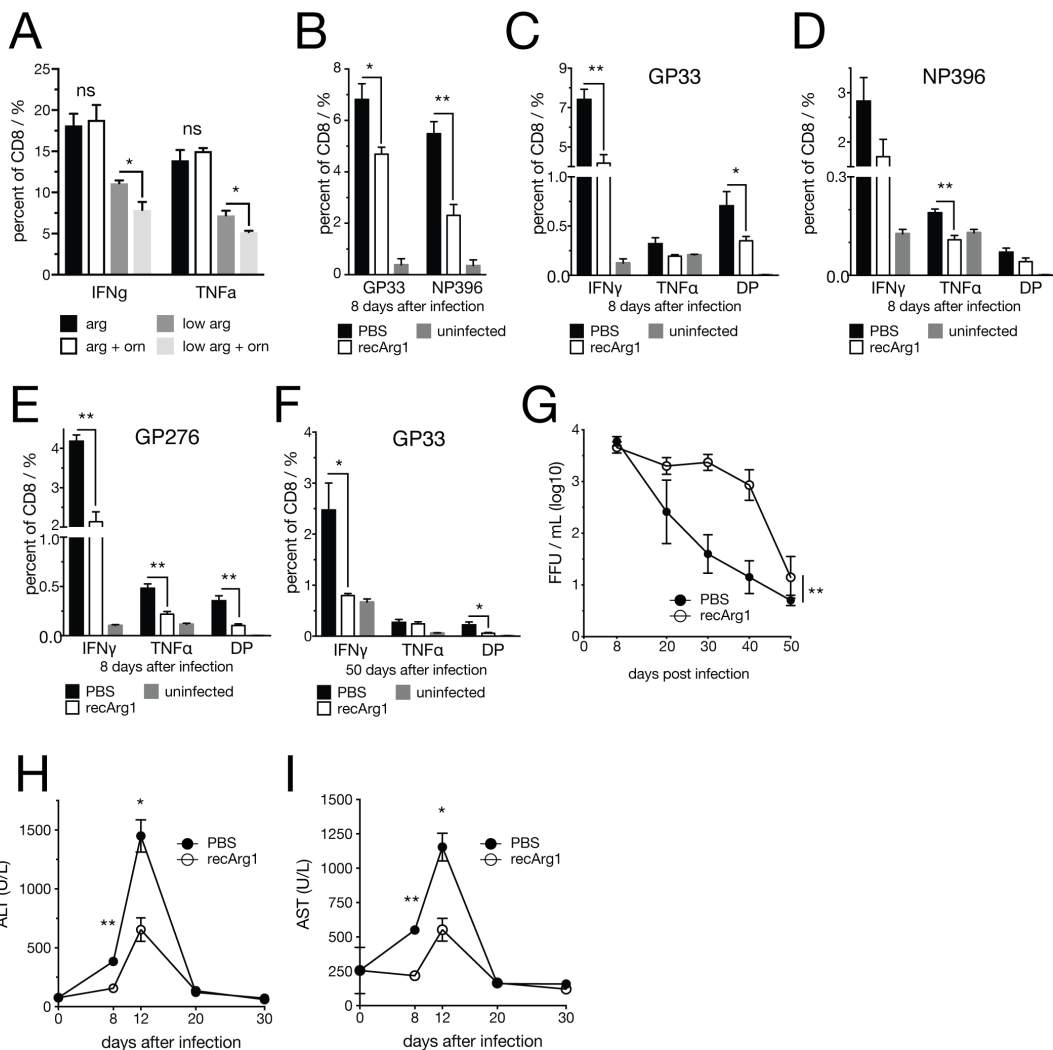 A
25
20
15
10
5
0
percent of CD8 / %
ns
*
ns
*
IFNg TNFa
arg low arg
arg + orn low arg + orn
B
8
6
4
2
0
percent of CD8 / %
*
**
GP33 NP396
8 days after infection
PBS uninfected
recArg1
C
GP33
9
7
5
1.0
0.5
0.0
percent of CD8 / %
**
*
IFNγ TNFα DP
8 days after infection
PBS uninfected
recArg1
D
NP396
3
2
0.3
0.0
percent of CD8 / %
**
IFNγ TNFα DP
8 days after infection
PBS uninfected
recArg1
E
GP276
4
2
1.0
0.5
0.0
percent of CD8 / %
**
**
**
IFNγ TNFα DP
8 days after infection
PBS uninfected
recArg1
F
GP33
4
3
2
1
0
percent of CD8 / %
*
*
IFNγ TNFα DP
50 days after infection
PBS uninfected
recArg1
G
4
3
2
1
0
FFU / mL (log10)
PBS
recArg1
**
0 8 20 30 40 50
days post infection
H
1500
1000
500
0
ALT (U/L)
**
*
PBS
recArg1
0 8 12 20 30
days after infection
I
1500
1250
1000
750
500
250
0
AST (U/L)
**
*
PBS
recArg1
0 8 12 20 30
days after infection